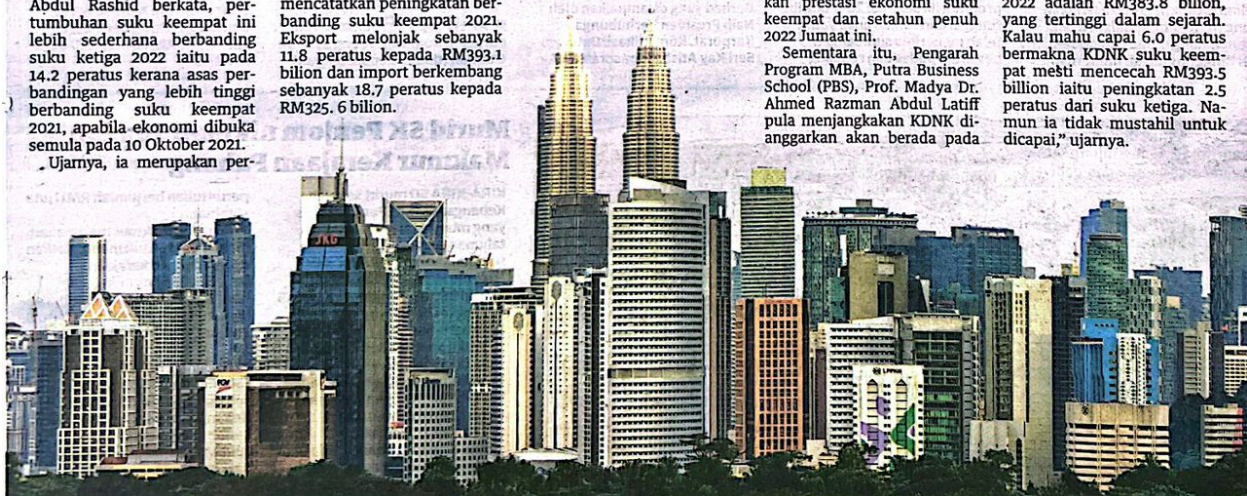 Abdul Rashid berkata, per-
tumbuhan suku keempat ini
lebih sederhana berbanding
suku ketiga 2022 iaitu pada
14.2 peratus kerana asas per-
bandingan yang lebih tinggi
berbanding suku keempat
2021, apabila ekonomi dibuka
semula pada 10 Oktober 2021.
Ujarnya, ia merupakan per-
mencatatkan peningkatan ber-
banding suku keempat 2021.
Eksport melonjak sebanyak
11.8 peratus kepada RM393.1
bilion dan import berkembang
sebanyak 18.7 peratus kepada
RM325. 6 bilion.
kan prestasi ekonomi suku
keempat dan setahun penuh
2022 Jumaat ini.
Sementara itu, Pengarah
Program MBA, Putra Business
School (PBS), Prof. Madya Dr.
Ahmed Razman Abdul Latiff
pula menjangkakan KDNK di-
anggarkan akan berada pada
2022 adalah RM383.8 bilion,
yang tertinggi dalam sejarah.
Kalau mahu capai 6.0 peratus
bermakna KDNK suku keem-
pat mesti mencecah RM393.5
billion iaitu peningkatan 2.5
peratus dari suku ketiga. Na-
mun ia tidak mustahil untuk
dicapai,” ujarnya.
JKG